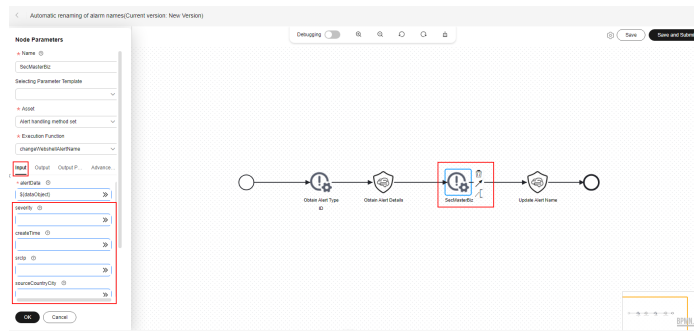 Automatic renaming of alarm names(Current version: New Version)
Node Parameters
Name
SecMasterBiz
Selecting Parameter Template
Asset
Alert handling method set
Execution Function
changeWebshellAlertName
Input Output Output P... Advance...
alertData
${dataObject}
severity
createTime
srcIp
sourceCountryCity
OK Cancel
Debugging
Save Save and Submi
Obtain Alert Type
ID
Obtain Alert Details
SecMasterBiz
Update Alert Name